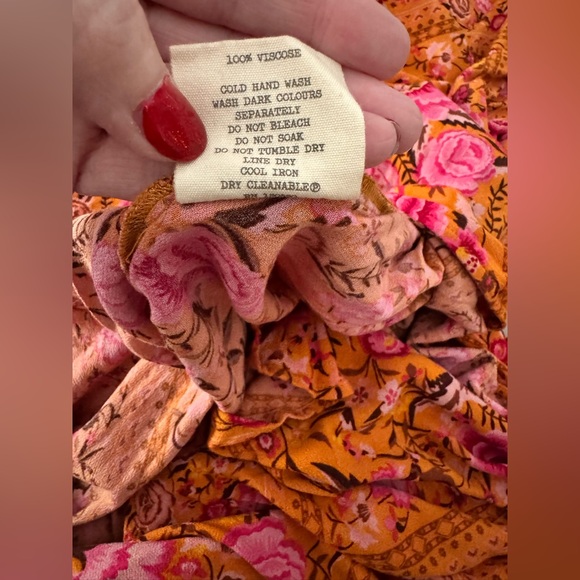 100% VISCOSE
COLD HAND WASH
WASH DARK COLOURS
SEPARATELY
DO NOT BLEACH
DO NOT SOAK
DO NOT TUMBLE DRY
LINE DRY
COOL IRON
DRY CLEANABLEⓅ